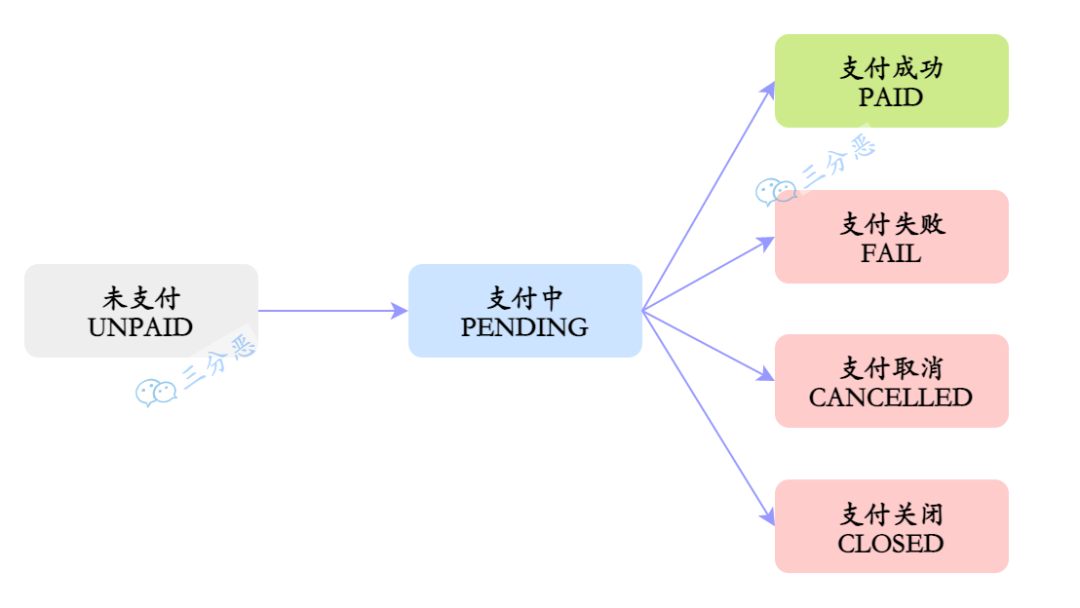 支付成功
PAID
三分恶
支付失败
FAIL
未支付
UNPAID
支付中
PENDING
三分恶
支付取消
CANCELLED
支付关闭
CLOSED